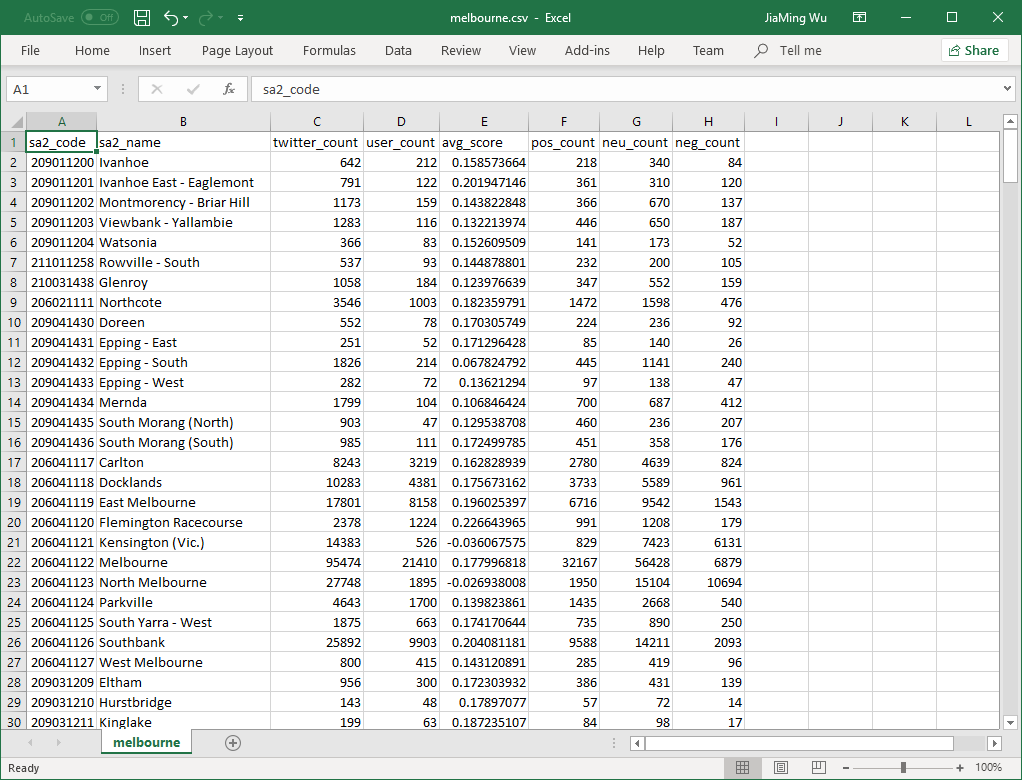 AutoSave Off melbourne.csv - Excel JiaMing Wu
File Home Insert Page Layout Formulas Data Review View Add-ins Help Team Tell me Share
A1 fx sa2_code
A B C D E F G H I J K L
1 sa2_code sa2_name twitter_count user_count avg_score pos_count neu_count neg_count
2 209011200 Ivanhoe 642 212 0.158573664 218 340 84
3 209011201 Ivanhoe East - Eaglemont 791 122 0.201947146 361 310 120
4 209011202 Montmorency - Briar Hill 1173 159 0.143822848 366 670 137
5 209011203 Viewbank - Yallambie 1283 116 0.132213974 446 650 187
6 209011204 Watsonia 366 83 0.152609509 141 173 52
7 211011258 Rowville - South 537 93 0.144878801 232 200 105
8 210031438 Glenroy 1058 184 0.123976639 347 552 159
9 206021111 Northcote 3546 1003 0.182359791 1472 1598 476
10 209041430 Doreen 552 78 0.170305749 224 236 92
11 209041431 Epping - East 251 52 0.171296428 85 140 26
12 209041432 Epping - South 1826 214 0.067824792 445 1141 240
13 209041433 Epping - West 282 72 0.13621294 97 138 47
14 209041434 Mernda 1799 104 0.106846424 700 687 412
15 209041435 South Morang (North) 903 47 0.129538708 460 236 207
16 209041436 South Morang (South) 985 111 0.172499785 451 358 176
17 206041117 Carlton 8243 3219 0.162828939 2780 4639 824
18 206041118 Docklands 10283 4381 0.175673162 3733 5589 961
19 206041119 East Melbourne 17801 8158 0.196025397 6716 9542 1543
20 206041120 Flemington Racecourse 2378 1224 0.226643965 991 1208 179
21 206041121 Kensington (Vic.) 14383 526 -0.036067575 829 7423 6131
22 206041122 Melbourne 95474 21410 0.177996818 32167 56428 6879
23 206041123 North Melbourne 27748 1895 -0.026938008 1950 15104 10694
24 206041124 Parkville 4643 1700 0.139823861 1435 2668 540
25 206041125 South Yarra - West 1875 663 0.174170644 735 890 250
26 206041126 Southbank 25892 9903 0.204081181 9588 14211 2093
27 206041127 West Melbourne 800 415 0.143120891 285 419 96
28 209031209 Eltham 956 300 0.172303932 386 431 139
29 209031210 Hurstbridge 143 48 0.17897077 57 72 14
30 209031211 Kinglake 199 63 0.187235107 84 98 17
melbourne
Ready 100%